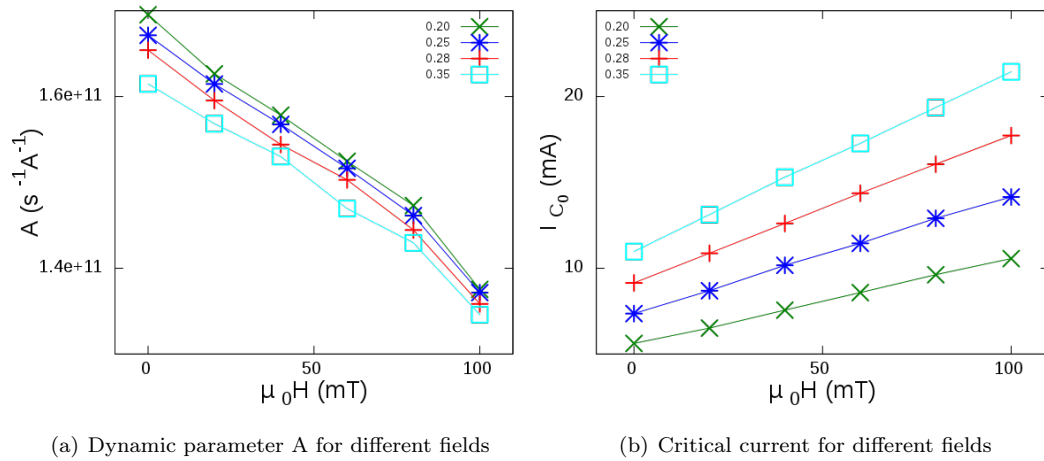 0.20
0.25
0.28
0.35
1.6e+11
1.4e+11
A (s⁻¹A⁻¹)
0 50 100
μ₀H (mT)
(a) Dynamic parameter A for different fields
0.20
0.25
0.28
0.35
20
10
I C₀ (mA)
0 50 100
μ₀H (mT)
(b) Critical current for different fields